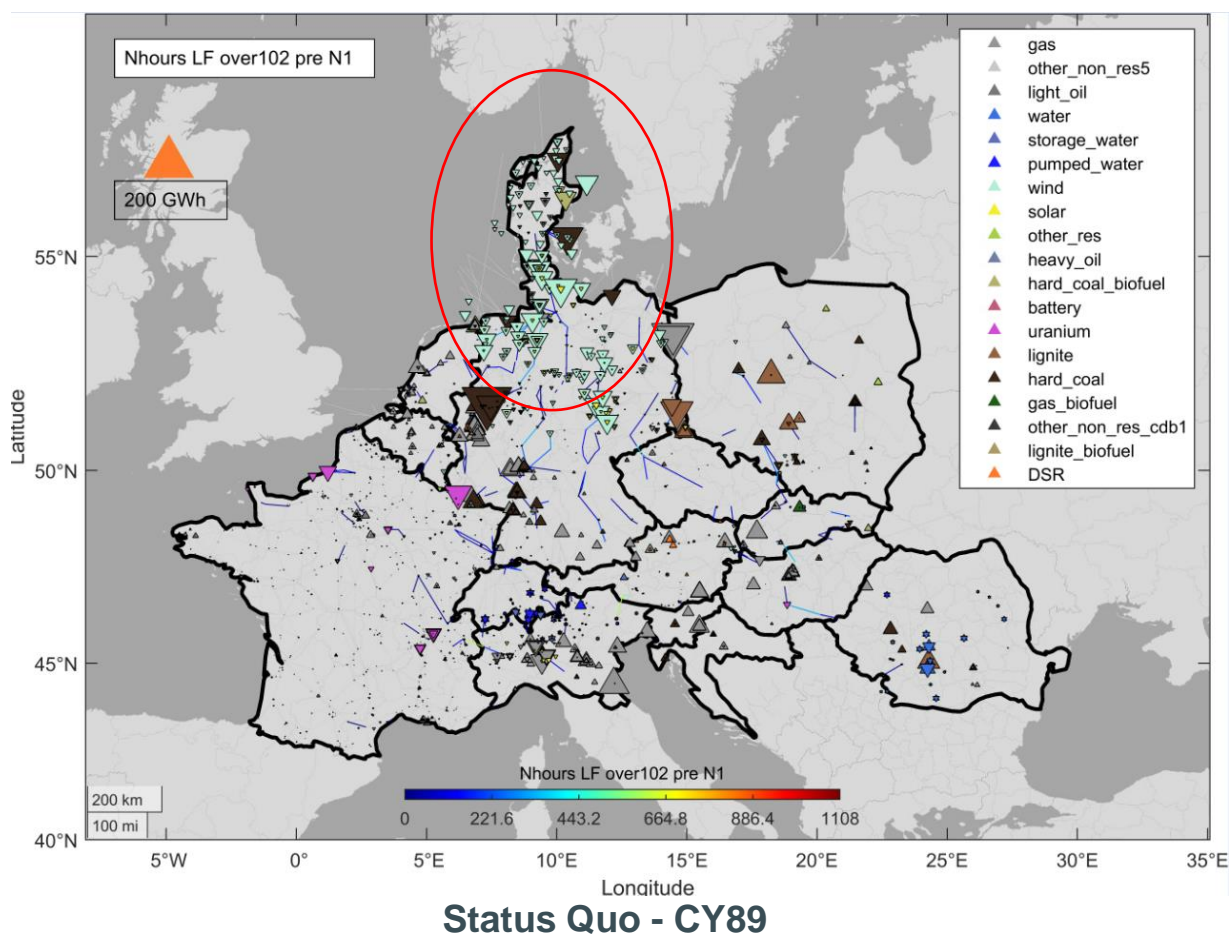 Nhours LF over102 pre N1
200 GWh
gas
other_non_res5
light_oil
water
storage_water
pumped_water
wind
solar
other_res
heavy_oil
hard_coal_biofuel
battery
uranium
lignite
hard_coal
gas_biofuel
other_non_res_cdb1
lignite_biofuel
DSR
55°N
50°N
45°N
40°N
Latitude
Nhours LF over102 pre N1
0 221.6 443.2 664.8 886.4 1108
200 km
100 mi
5°W 0° 5°E 10°E 15°E 20°E 25°E 30°E 35°E
Longitude
Status Quo - CY89